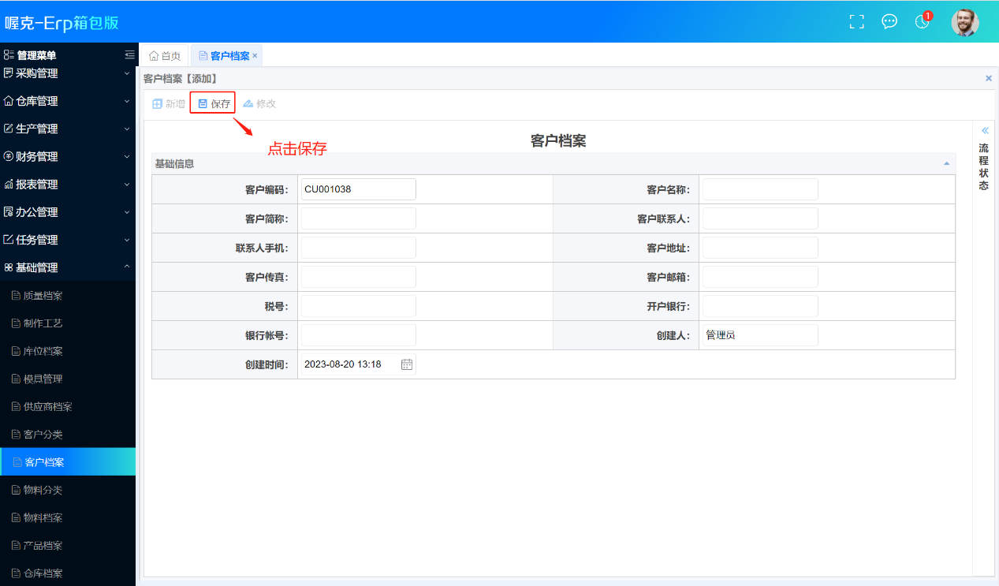 喔克-Erp箱包版
1
管理菜单
采购管理
仓库管理
生产管理
财务管理
报表管理
办公管理
任务管理
基础管理
质量档案
制作工艺
库位档案
模具管理
供应商档案
客户分类
客户档案
物料分类
物料档案
产品档案
仓库档案
首页 客户档案 ×
客户档案【添加】 ×
新增 保存 修改
点击保存
客户档案
基础信息
客户编码： CU001038 客户名称：
客户简称： 客户联系人：
联系人手机： 客户地址：
客户传真： 客户邮箱：
税号： 开户银行：
银行帐号： 创建人： 管理员
创建时间： 2023-08-20 13:18
流程状态